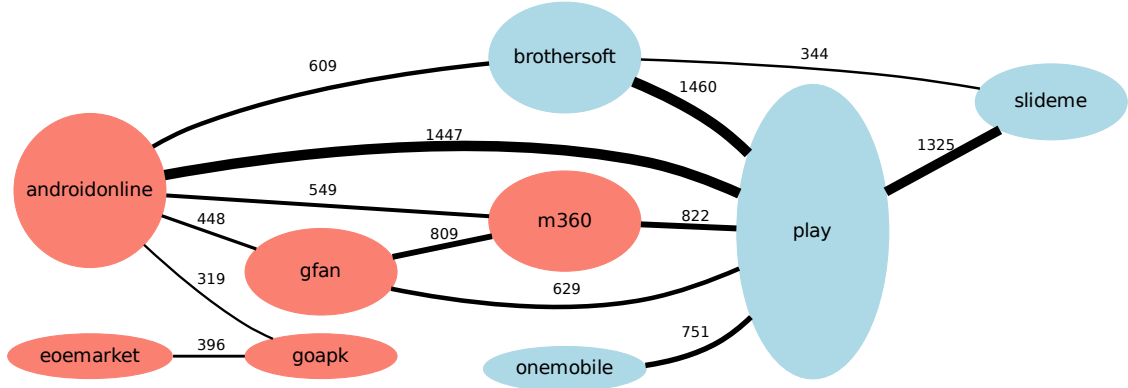 344
brothersoft
609
1460
slideme
1447
1325
androidonline
549
m360
822
play
448
809
gfan
319
629
751
eoemarket
396
goapk
onemobile